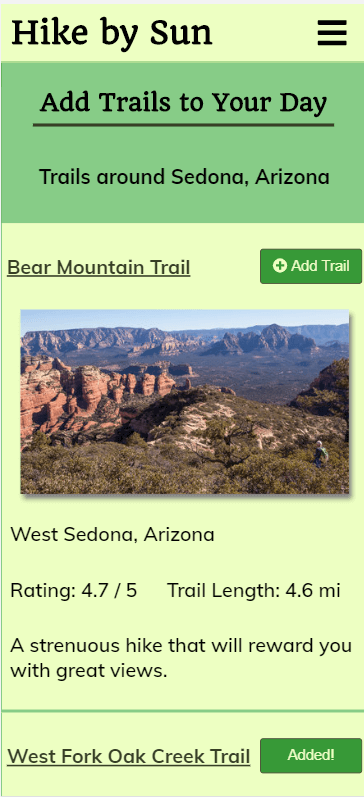 Hike by Sun
Add Trails to Your Day
Trails around Sedona, Arizona
Bear Mountain Trail
Add Trail
West Sedona, Arizona
Rating: 4.7 / 5 Trail Length: 4.6 mi
A strenuous hike that will reward you
with great views.
West Fork Oak Creek Trail
Added!